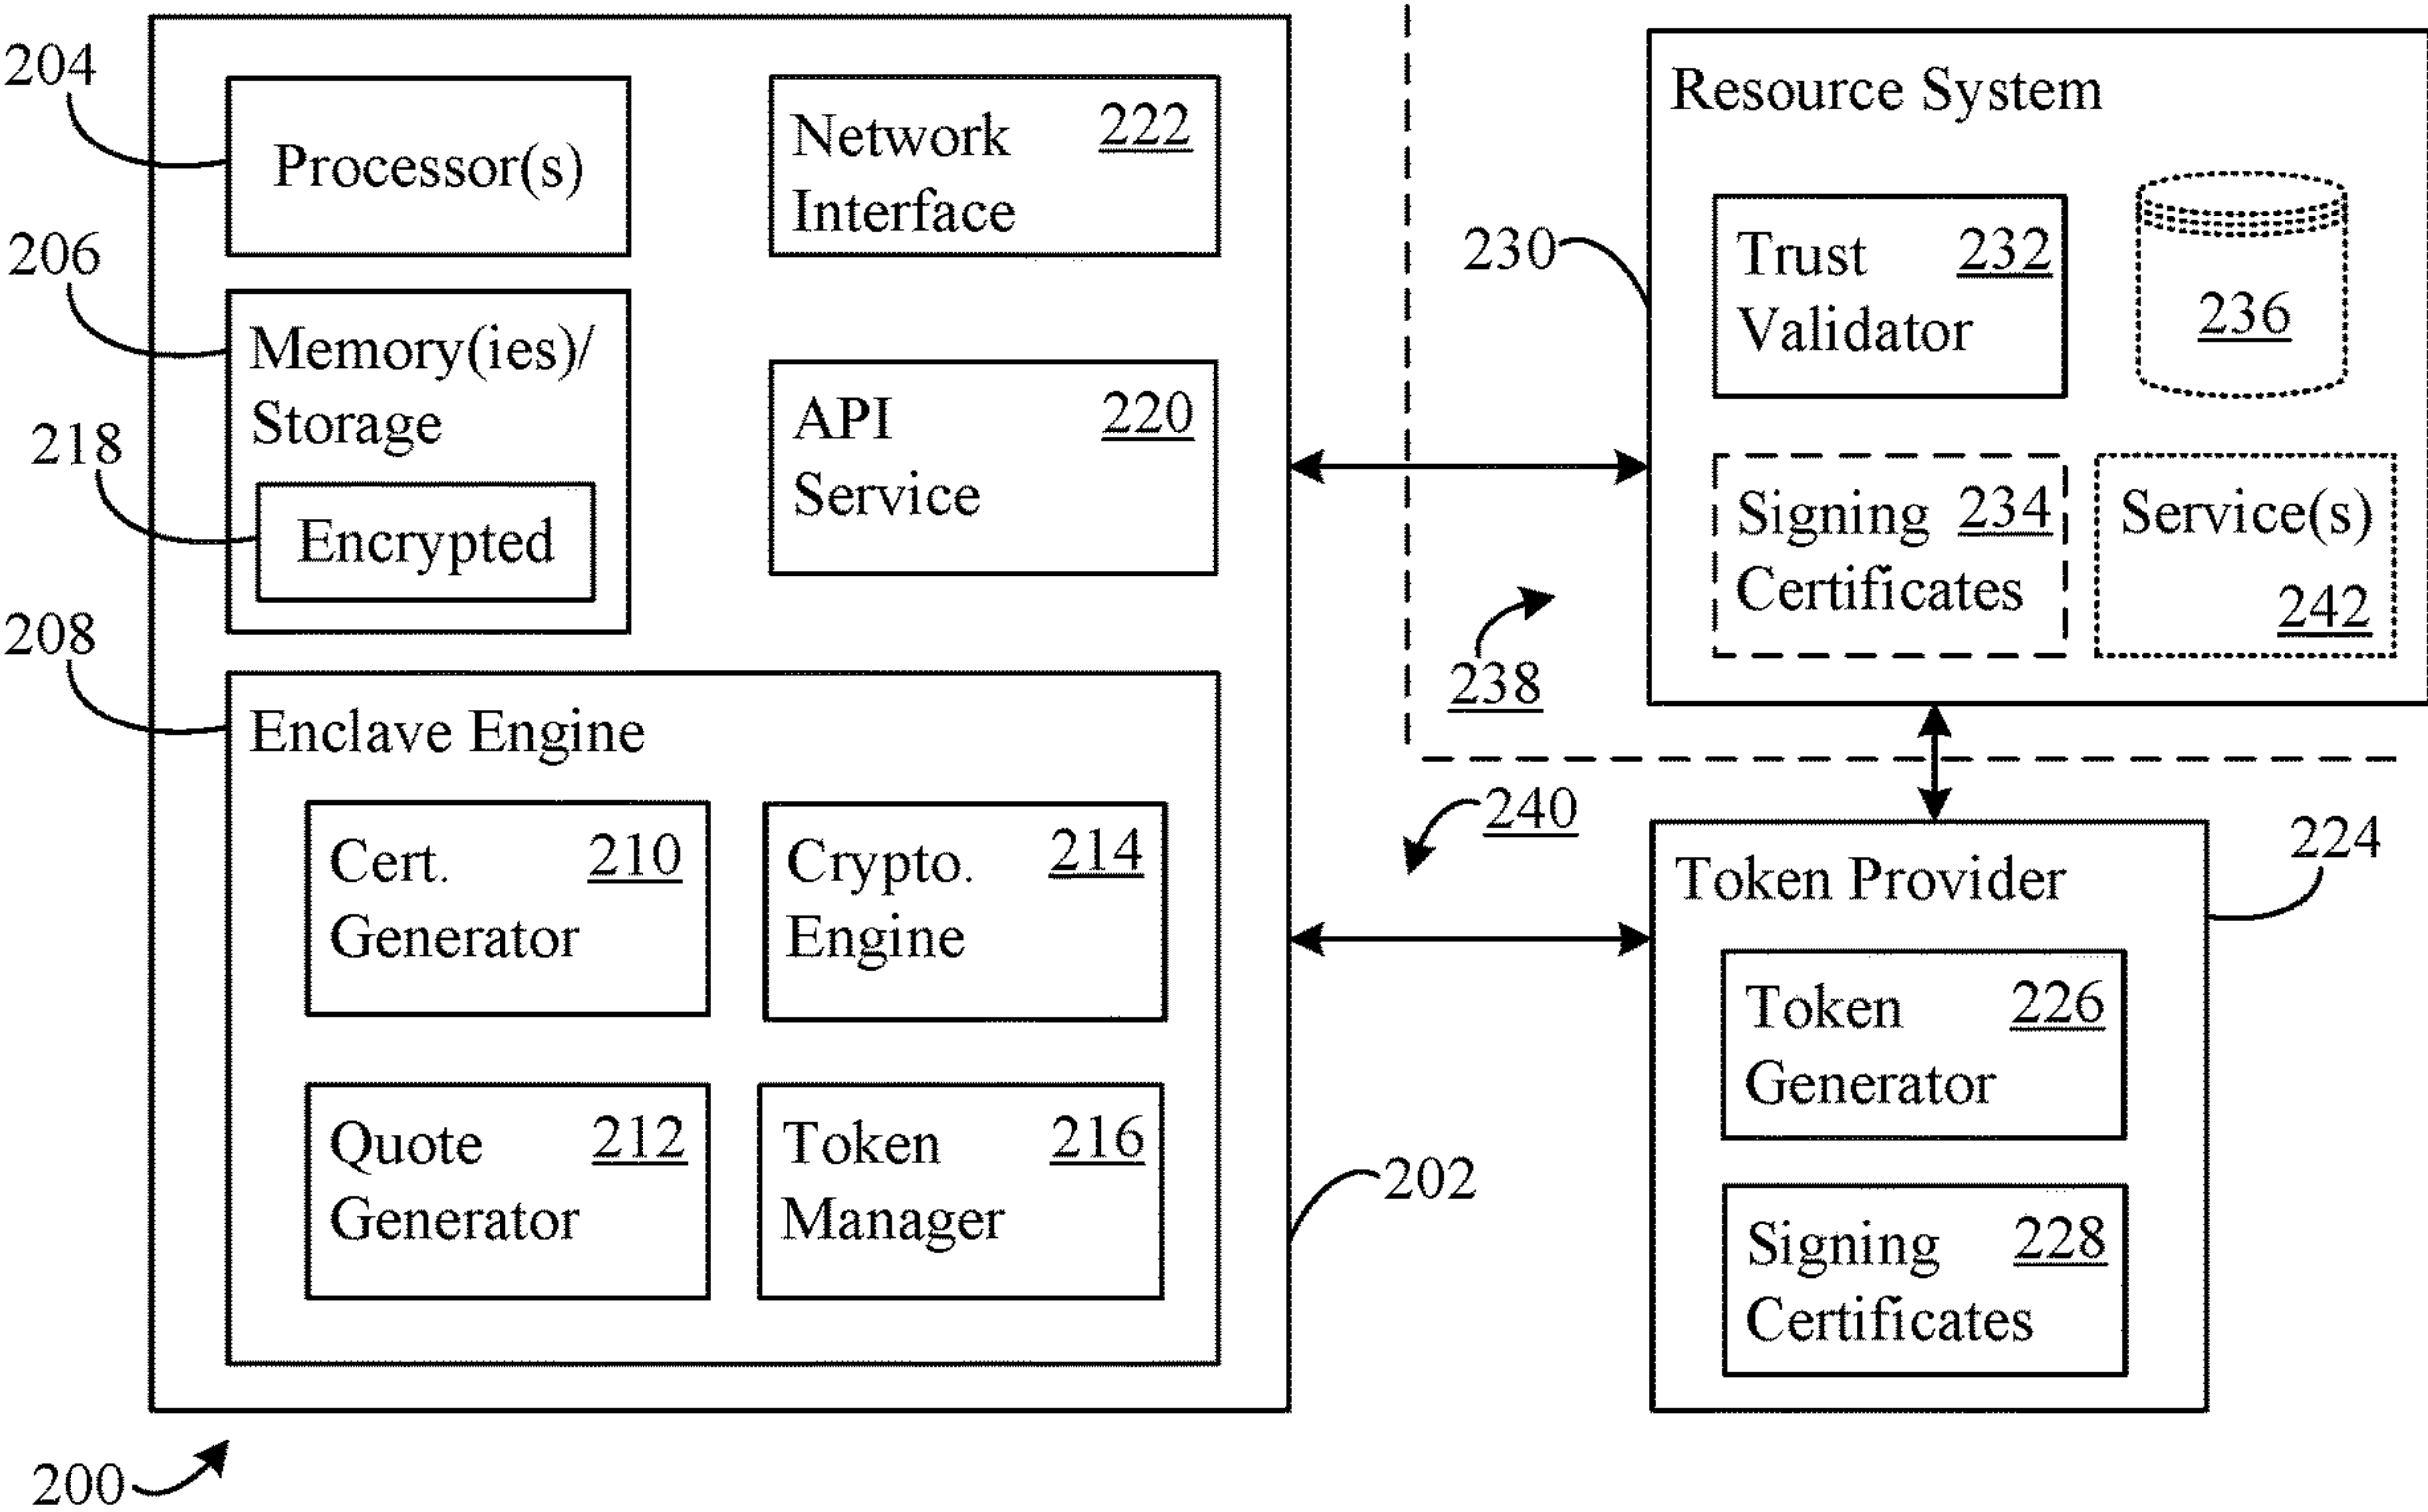 204
Processor(s)
Network 222
Interface
206
Memory(ies)/
Storage
218
Encrypted
API 220
Service
208
Enclave Engine
Cert. 210
Generator
Crypto. 214
Engine
Quote 212
Generator
Token 216
Manager
202
200
Resource System
230
Trust 232
Validator
236
Signing 234
Certificates
Service(s)
242
238
240
224
Token Provider
Token 226
Generator
Signing 228
Certificates